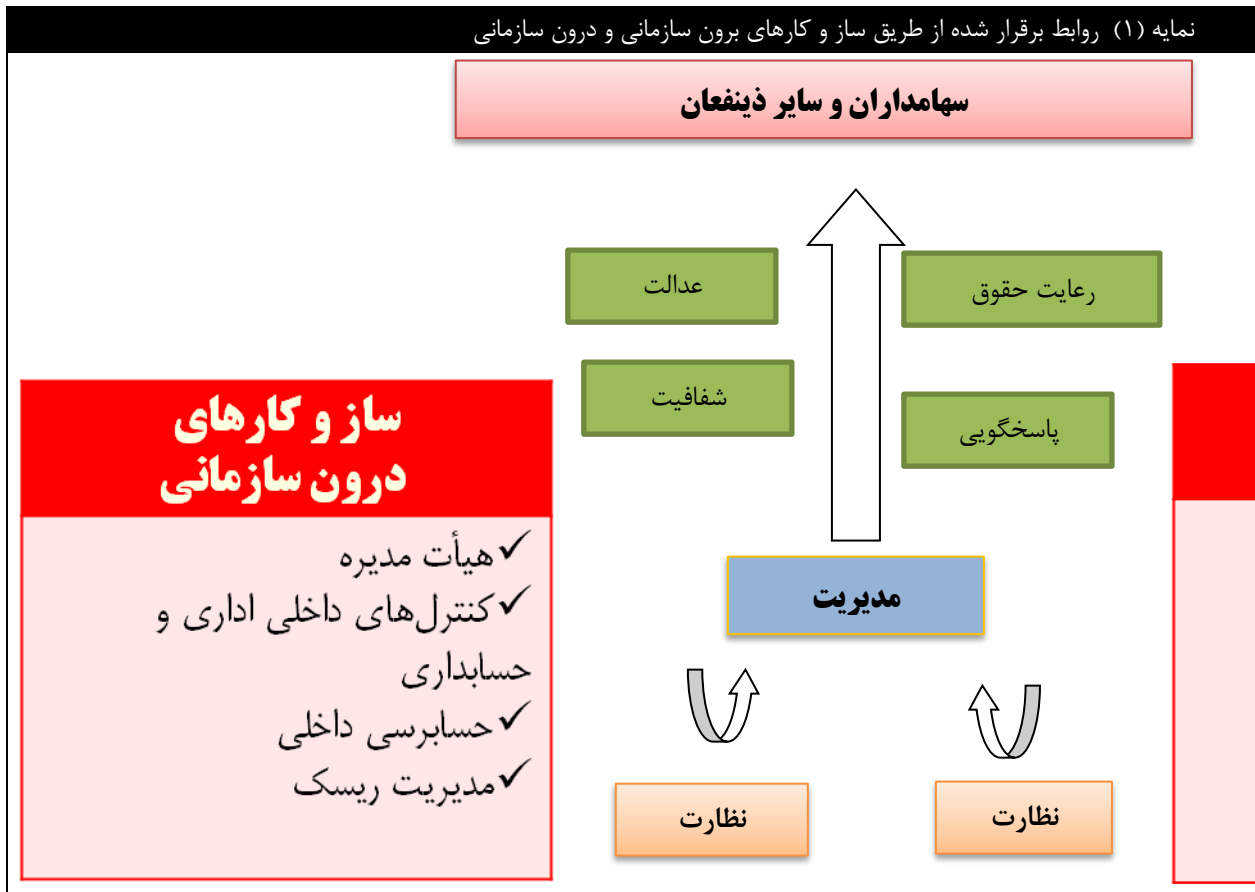 نمایه (۱) روابط برقرار شده از طریق ساز و کارهای برون سازمانی و درون سازمانی
سهامداران و سایر ذینفعان
رعایت حقوق
عدالت
پاسخگویی
شفافیت
ساز و کارهای
درون سازمانی
هیأت مدیره
کنترل‌های داخلی اداری و
حسابداری
حسابرسی داخلی
مدیریت ریسک
مدیریت
نظارت
نظارت